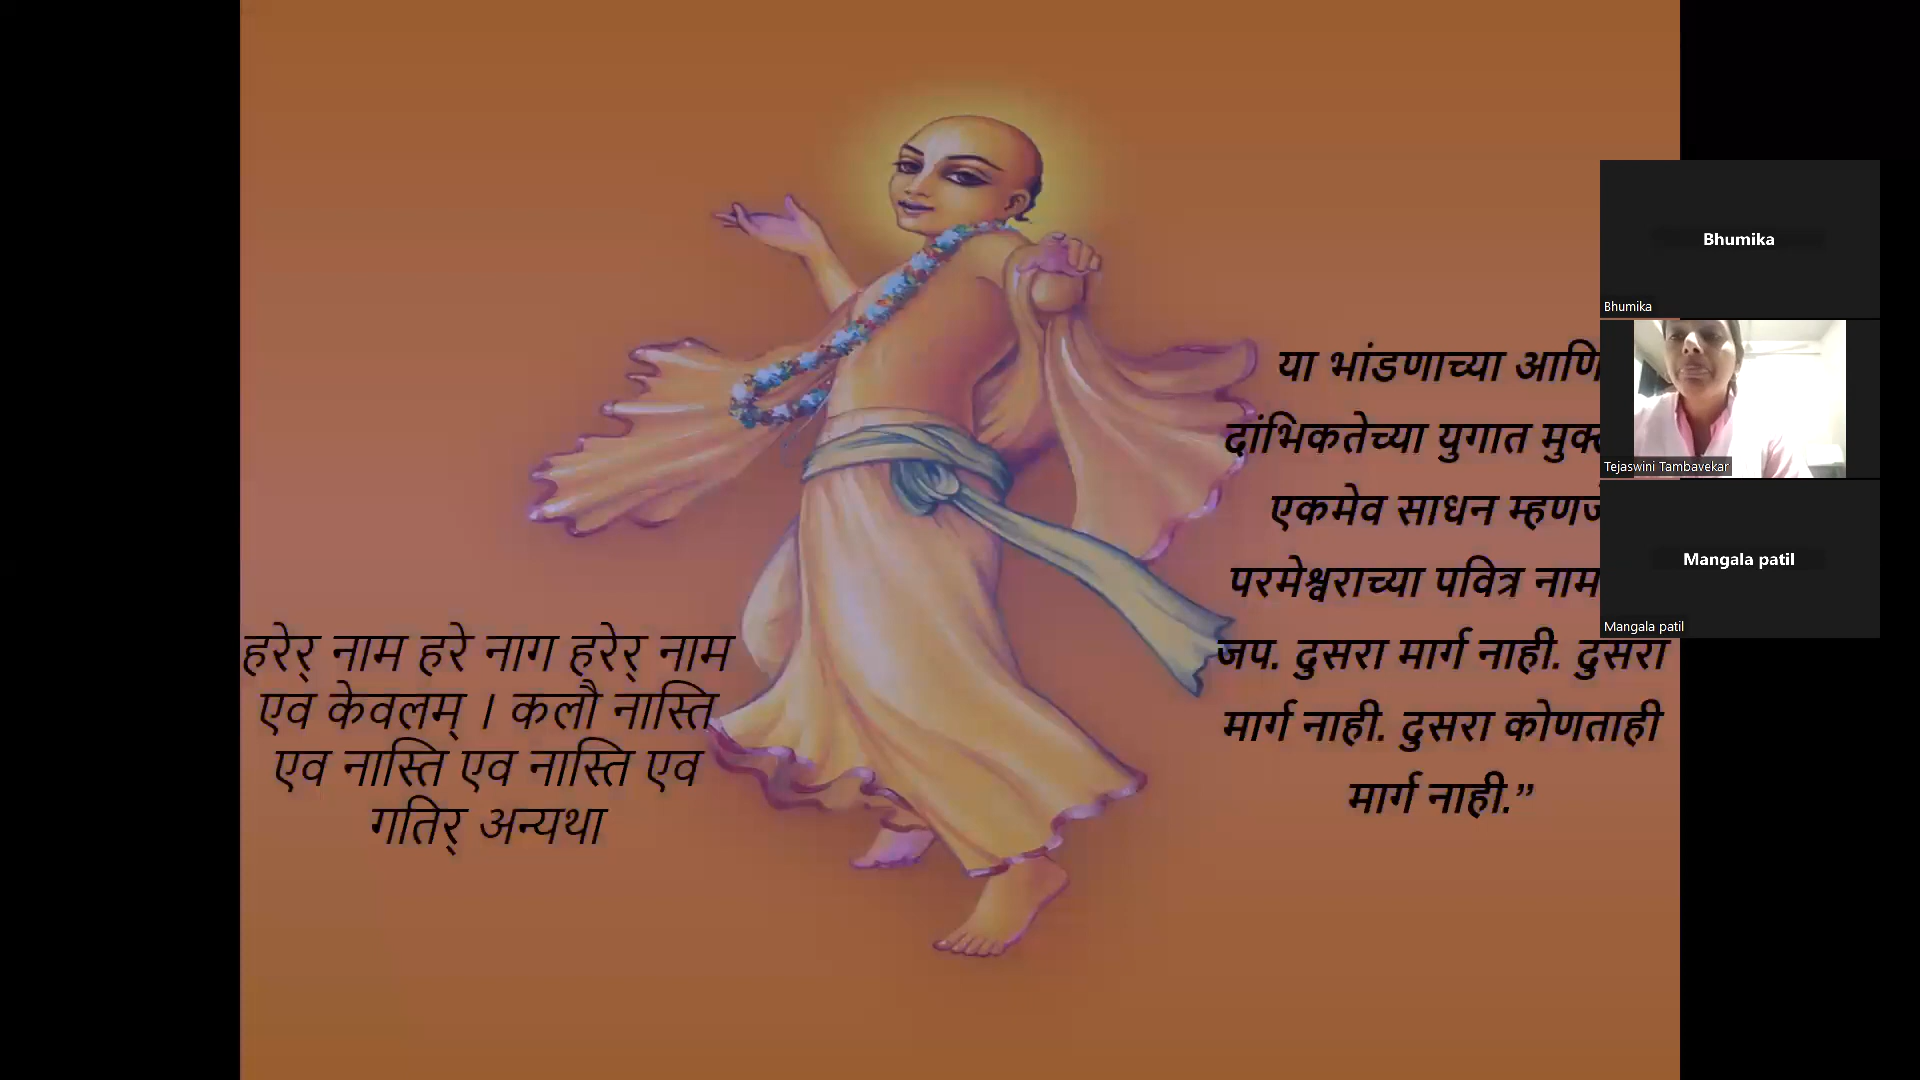 हरेर् नाम हरे नाग हरेर् नाम
एव केवलम् । कलौ नास्ति
एव नास्ति एव नास्ति एव
गतिर् अन्यथा
या भांडणाच्या आणि
दांभिकतेच्या युगात
एकमेव साधन
परमेश्वराच्या पवित्र
जप. दुसरा मार्ग नाही. दुसरा
मार्ग नाही. दुसरा कोणताही
मार्ग नाही.”
Bhumika
Bhumika
Tejaswini Tambavekar
Mangala patil
Mangala patil